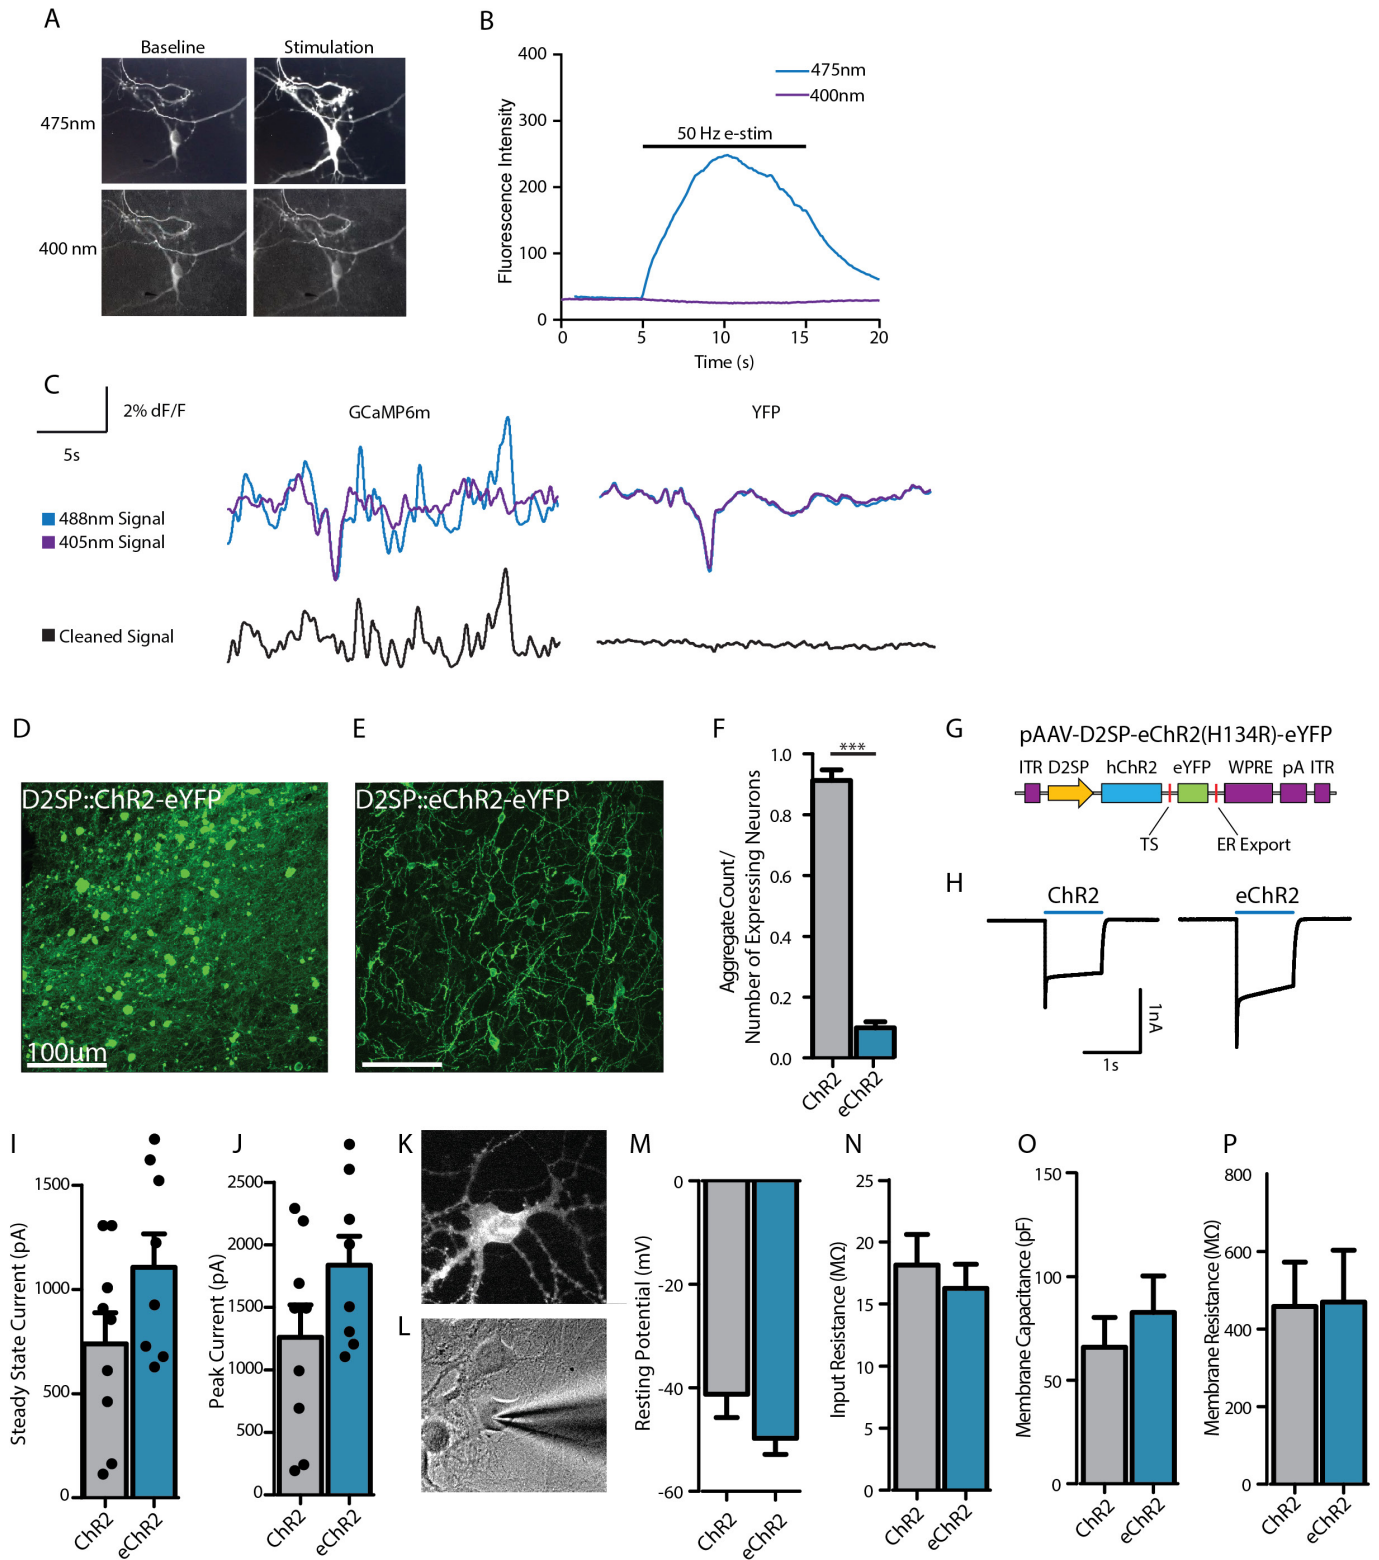 A
Baseline
Stimulation
475nm
400 nm
B
400
300
200
100
0
Fluorescence Intensity
475nm
400nm
50 Hz e-stim
0
5
10
15
20
Time (s)
C
2% dF/F
5s
GCaMP6m
YFP
488nm Signal
405nm Signal
Cleaned Signal
D
D2SP::ChR2-eYFP
100µm
E
D2SP::eChR2-eYFP
F
***
1.0
0.8
0.6
0.4
0.2
0.0
Aggregate Count/
Number of Expressing Neurons
ChR2
eChR2
G
pAAV-D2SP-eChR2(H134R)-eYFP
ITR D2SP hChR2 eYFP WPRE pA ITR
TS
ER Export
H
ChR2
eChR2
1nA
1s
I
1500
1000
500
0
Steady State Current (pA)
ChR2
eChR2
J
2500
2000
1500
1000
500
0
Peak Current (pA)
ChR2
eChR2
K
L
M
0
-20
-40
-60
Resting Potential (mV)
ChR2
eChR2
N
25
20
15
10
5
0
Input Resistance (MΩ)
ChR2
eChR2
O
150
100
50
0
Membrane Capacitance (pF)
ChR2
eChR2
P
800
600
400
200
0
Membrane Resistance (MΩ)
ChR2
eChR2